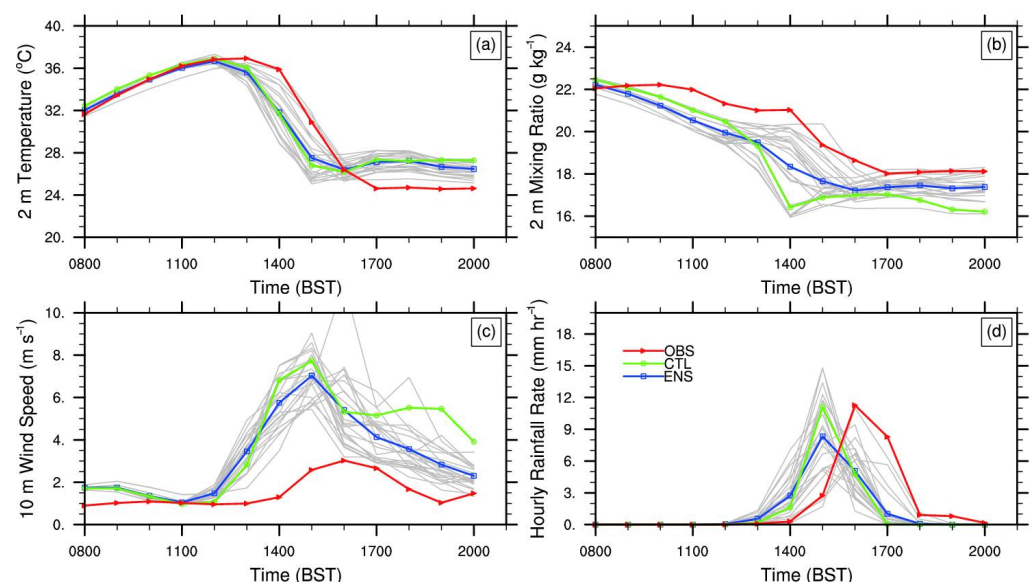 40.
36.
32.
28.
24.
20.
2 m Temperature (°C)
(a)
0800 1100 1400 1700 2000
Time (BST)
24.
22.
20.
18.
16.
2 m Mixing Ratio (g kg⁻¹)
(b)
0800 1100 1400 1700 2000
Time (BST)
10.
8.
6.
4.
2.
0.
10 m Wind Speed (m s⁻¹)
(c)
0800 1100 1400 1700 2000
Time (BST)
18.
15.
12.
9.
6.
3.
0.
Hourly Rainfall Rate (mm hr⁻¹)
(d)
OBS
CTL
ENS
0800 1100 1400 1700 2000
Time (BST)